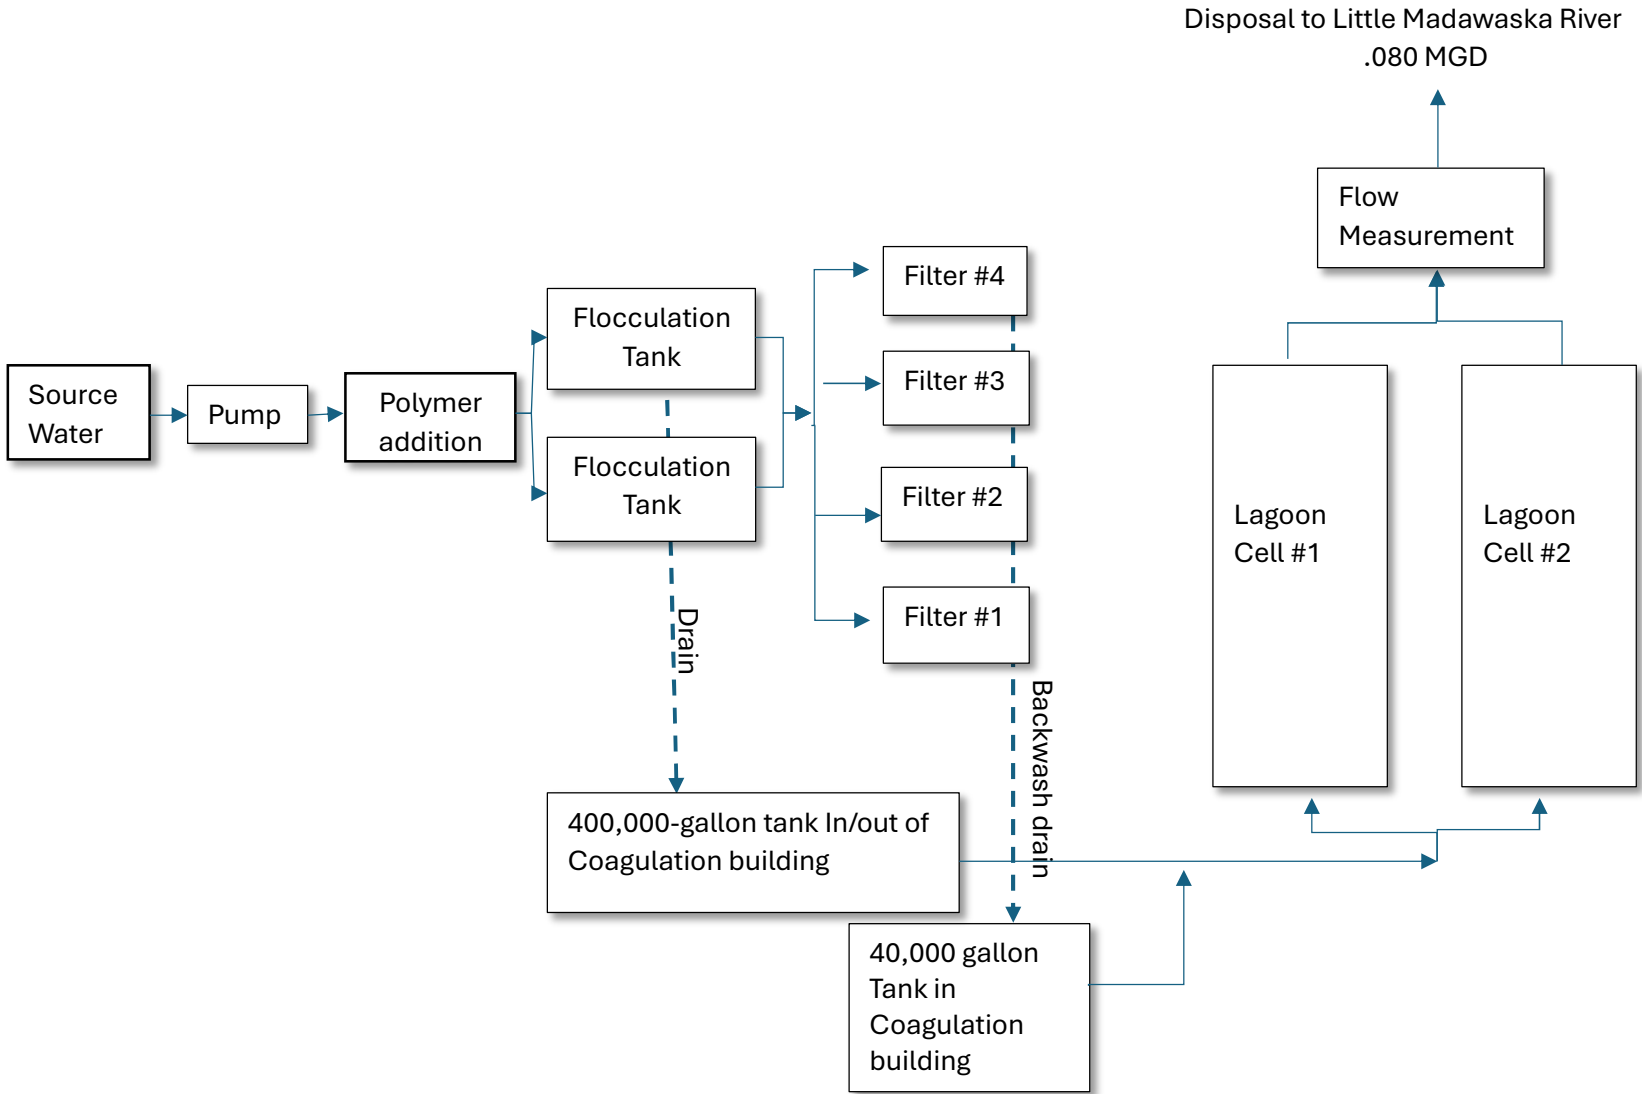 Disposal to Little Madawaska River
.080 MGD
Flow
Measurement
Filter #4
Flocculation
Tank
Filter #3
Source
Water
Pump
Polymer
addition
Flocculation
Tank
Filter #2
Lagoon
Cell #1
Lagoon
Cell #2
Filter #1
Drain
Backwash drain
400,000-gallon tank In/out of
Coagulation building
40,000 gallon
Tank in
Coagulation
building